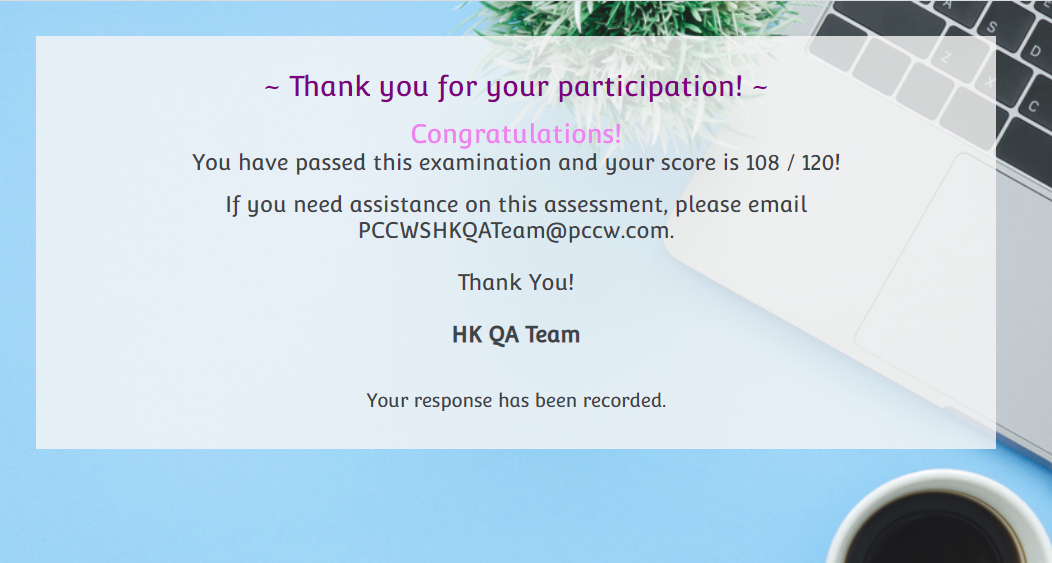 ~ Thank you for your participation! ~
Congratulations!
You have passed this examination and your score is 108 / 120!
If you need assistance on this assessment, please email
PCCWSHKQATeam@pccw.com.
Thank You!
HK QA Team
Your response has been recorded.
A
S
D
Z
X
C